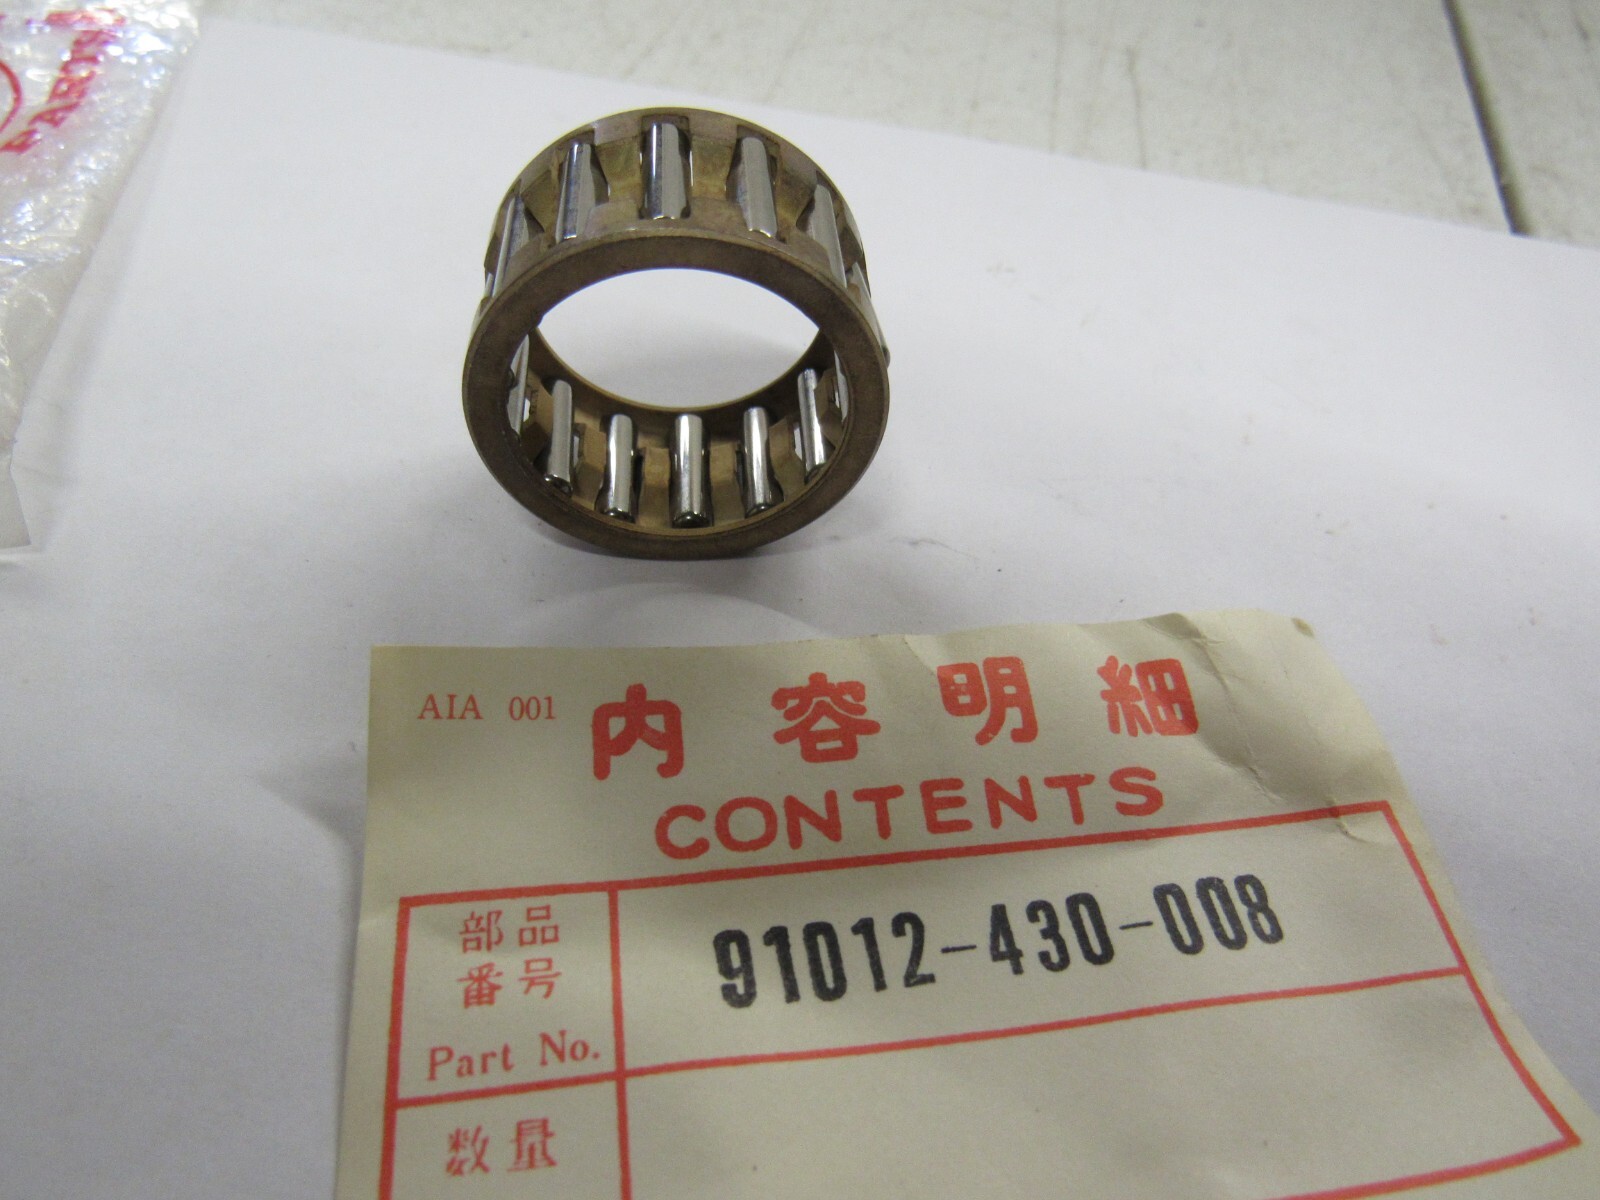 AIA 001
内容明細
CONTENTS
部品
番号
Part No.
91012-430-008
数量